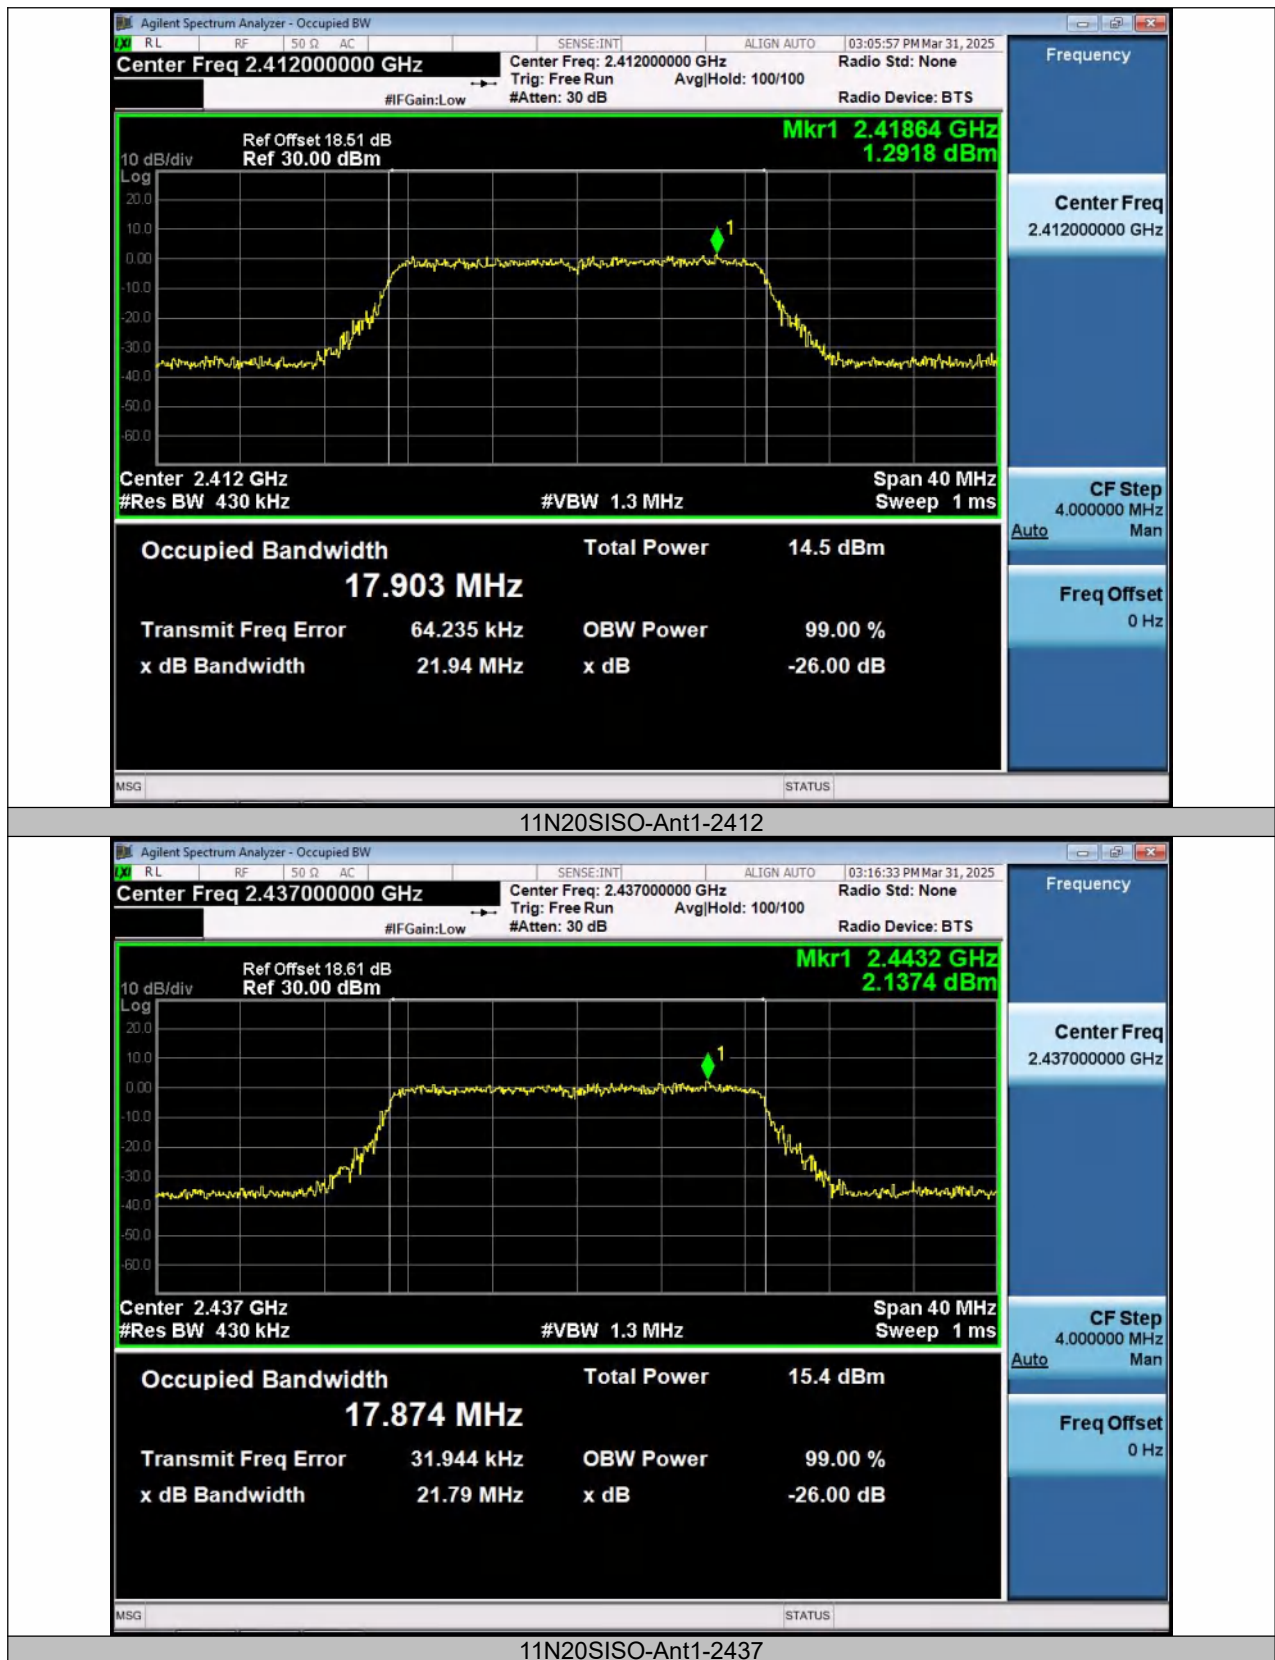 Agilent Spectrum Analyzer - Occupied BW
LXI RL RF 50 Ω AC SENSE:INT ALIGN AUTO 03:05:57 PM Mar 31, 2025
Center Freq 2.412000000 GHz
Center Freq: 2.412000000 GHz
Radio Std: None
Trig: Free Run Avg|Hold: 100/100
#IFGain:Low
#Atten: 30 dB
Radio Device: BTS
Mkr1 2.41864 GHz
1.2918 dBm
Ref Offset 18.51 dB
10 dB/div Ref 30.00 dBm
Log
20.0
10.0
0.00
-10.0
-20.0
-30.0
-40.0
-50.0
-60.0
1
Center 2.412 GHz
Span 40 MHz
#Res BW 430 kHz
#VBW 1.3 MHz
Sweep 1 ms
Occupied Bandwidth
Total Power 14.5 dBm
17.903 MHz
Transmit Freq Error 64.235 kHz OBW Power 99.00 %
x dB Bandwidth 21.94 MHz x dB -26.00 dB
MSG STATUS
Frequency
Center Freq
2.412000000 GHz
CF Step
4.000000 MHz
Auto Man
Freq Offset
0 Hz
11N20SISO-Ant1-2412
Agilent Spectrum Analyzer - Occupied BW
LXI RL RF 50 Ω AC SENSE:INT ALIGN AUTO 03:16:33 PM Mar 31, 2025
Center Freq 2.437000000 GHz
Center Freq: 2.437000000 GHz
Radio Std: None
Trig: Free Run Avg|Hold: 100/100
#IFGain:Low
#Atten: 30 dB
Radio Device: BTS
Mkr1 2.4432 GHz
2.1374 dBm
Ref Offset 18.61 dB
10 dB/div Ref 30.00 dBm
Log
20.0
10.0
0.00
-10.0
-20.0
-30.0
-40.0
-50.0
-60.0
1
Center 2.437 GHz
Span 40 MHz
#Res BW 430 kHz
#VBW 1.3 MHz
Sweep 1 ms
Occupied Bandwidth
Total Power 15.4 dBm
17.874 MHz
Transmit Freq Error 31.944 kHz OBW Power 99.00 %
x dB Bandwidth 21.79 MHz x dB -26.00 dB
MSG STATUS
Frequency
Center Freq
2.437000000 GHz
CF Step
4.000000 MHz
Auto Man
Freq Offset
0 Hz
11N20SISO-Ant1-2437